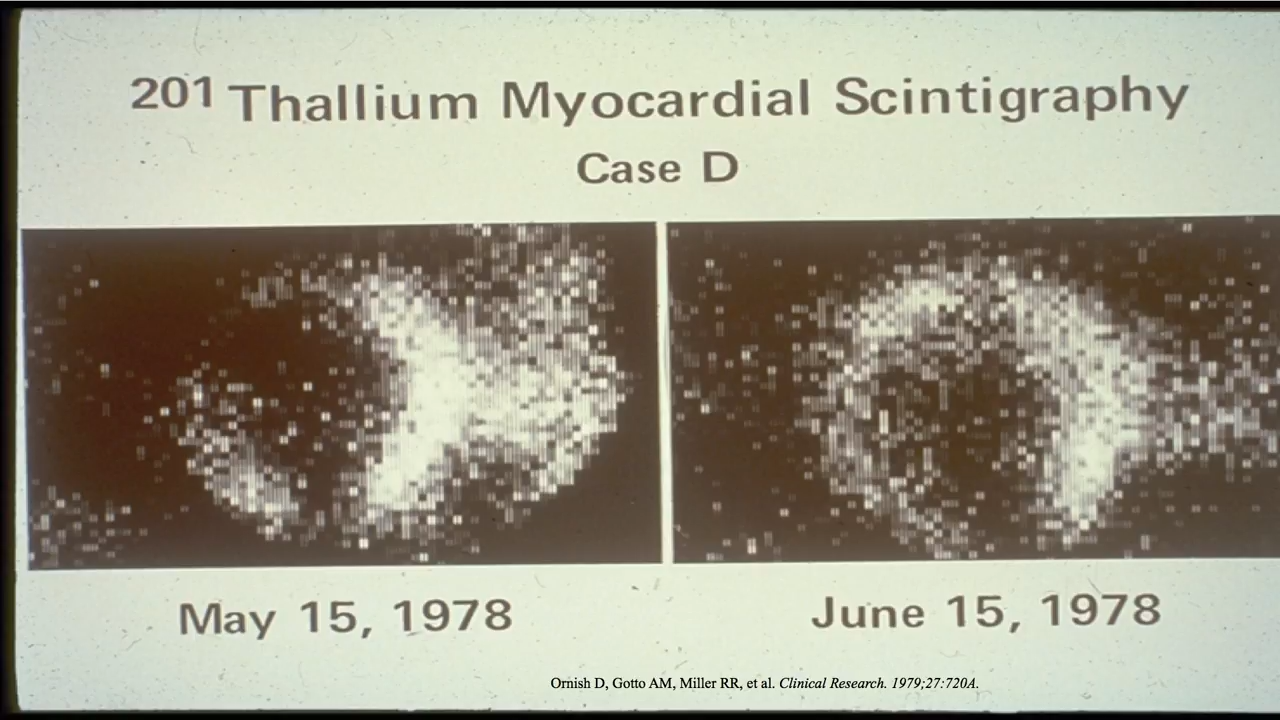 201 Thallium Myocardial Scintigraphy
Case D
May 15, 1978
June 15, 1978
Ornish D, Gotto AM, Miller RR, et al. Clinical Research. 1979;27:720A.